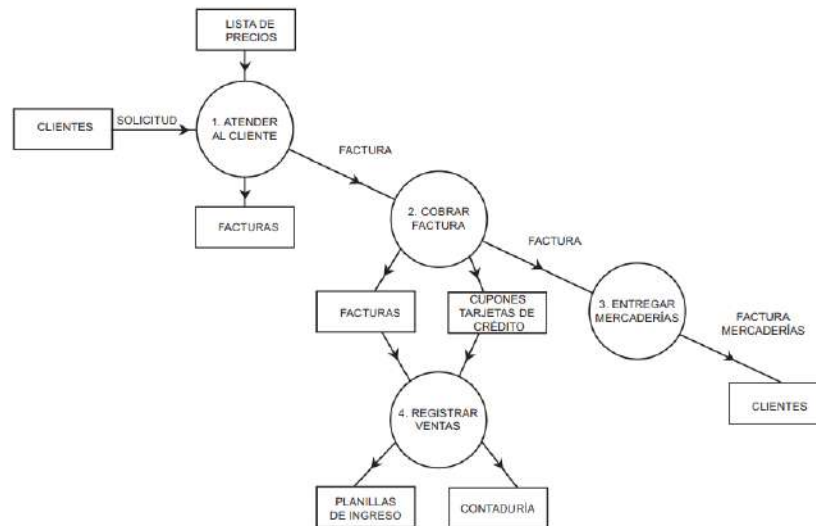 LISTA DE
PRECIOS
CLIENTES
SOLICITUD
1. ATENDER
AL CLIENTE
FACTURA
FACTURAS
2. COBRAR
FACTURA
FACTURA
FACTURAS
CUPONES
TARJETAS DE
CRÉDITO
3. ENTREGAR
MERCADERÍAS
FACTURA
MERCADERÍAS
CLIENTES
4. REGISTRAR
VENTAS
PLANILLAS
DE INGRESO
CONTADURÍA